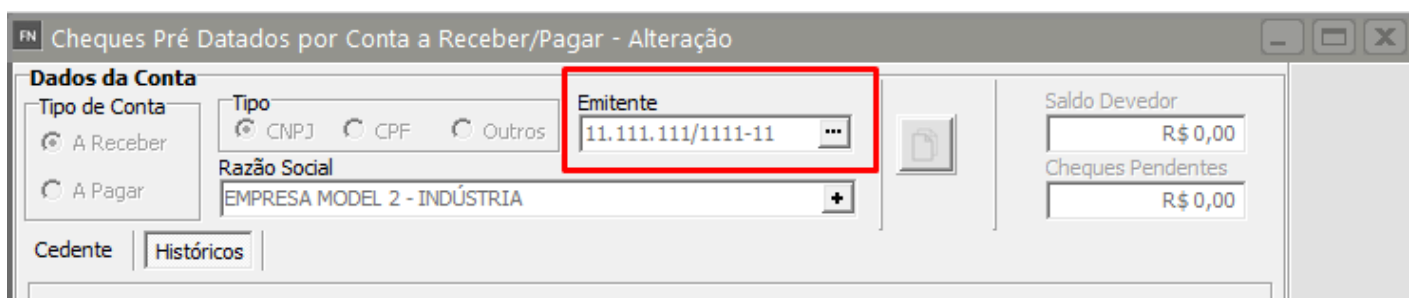 FN Cheques Pré Datados por Conta a Receber/Pagar - Alteração
Dados da Conta
Tipo de Conta
A Receber
A Pagar
Tipo
CNPJ CPF Outros
Emitente
11.111.111/1111-11 ...
Razão Social
EMPRESA MODEL 2 - INDÚSTRIA +
Saldo Devedor
R$ 0,00
Cheques Pendentes
R$ 0,00
Cedente Históricos